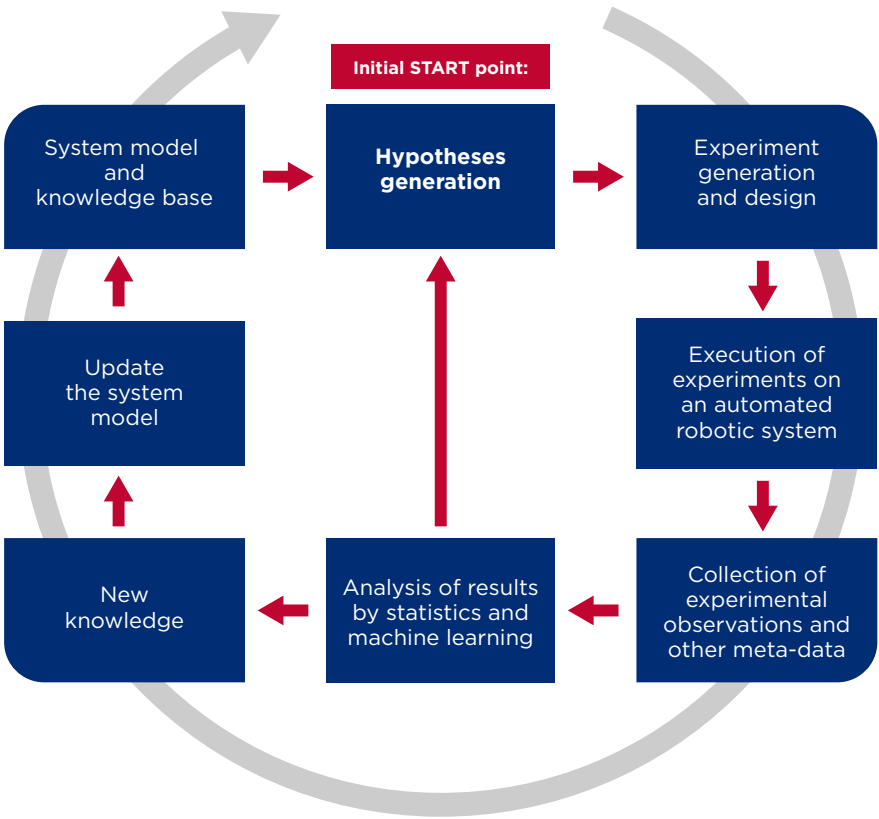 Initial START point:
System model
and
knowledge base
Hypotheses
generation
Experiment
generation
and design
Update
the system
model
Execution of
experiments on
an automated
robotic system
New
knowledge
Analysis of results
by statistics and
machine learning
Collection of
experimental
observations and
other meta-data